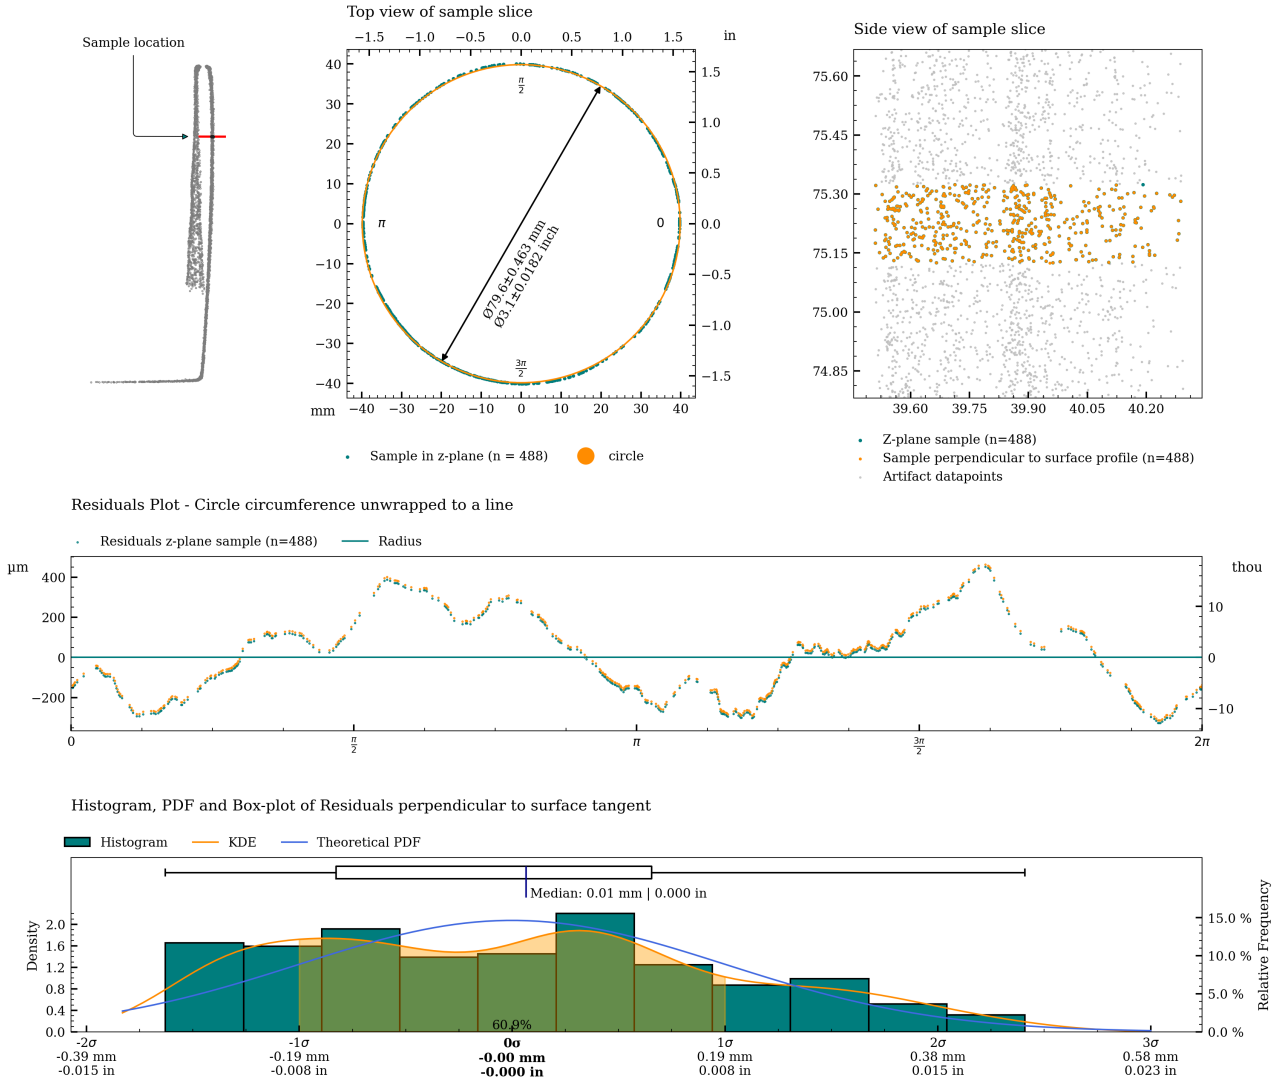 Sample location
Top view of sample slice
−1.5 −1.0 −0.5 0.0 0.5 1.0 1.5 in
40
30
20
10
0
−10
−20
−30
−40
mm
1.5
1.0
0.5
0.0
−0.5
−1.0
−1.5
π/2
π
0
3π/2
Ø79.6±0.463 mm
Ø3.1±0.0182 inch
−40 −30 −20 −10 0 10 20 30 40
Sample in z-plane (n = 488) circle
Side view of sample slice
75.60
75.45
75.30
75.15
75.00
74.85
39.60 39.75 39.90 40.05 40.20
Z-plane sample (n=488)
Sample perpendicular to surface profile (n=488)
Artifact datapoints
Residuals Plot - Circle circumference unwrapped to a line
Residuals z-plane sample (n=488) Radius
µm
400
200
0
−200
thou
10
0
−10
0 π/2 π 3π/2 2π
Histogram, PDF and Box-plot of Residuals perpendicular to surface tangent
Histogram KDE Theoretical PDF
Median: 0.01 mm | 0.000 in
Density
2.0
1.6
1.2
0.8
0.4
0.0
Relative Frequency
15.0 %
10.0 %
5.0 %
0.0 %
60.9%
-2σ -1σ 0σ 1σ 2σ 3σ
-0.39 mm -0.19 mm -0.00 mm 0.19 mm 0.38 mm 0.58 mm
-0.015 in -0.008 in -0.000 in 0.008 in 0.015 in 0.023 in